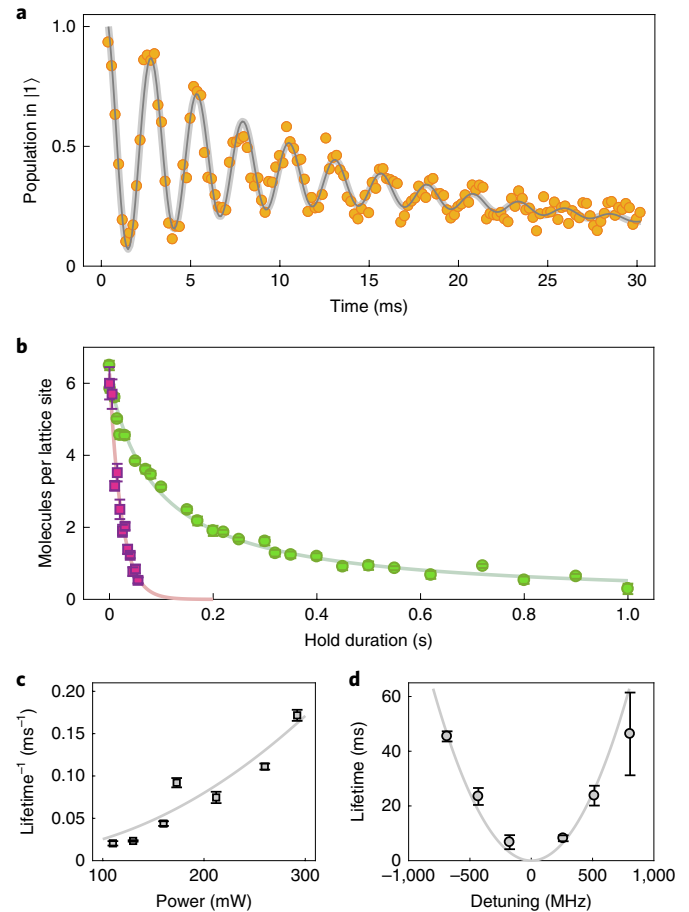 a
1.0
0.5
0
Population in |1⟩
0 5 10 15 20 25 30
Time (ms)
b
6
4
2
0
Molecules per lattice site
0 0.2 0.4 0.6 0.8 1.0
Hold duration (s)
c
0.20
0.15
0.10
0.05
0
Lifetime⁻¹ (ms⁻¹)
100 200 300
Power (mW)
d
60
40
20
0
Lifetime (ms)
–1,000 –500 0 500 1,000
Detuning (MHz)